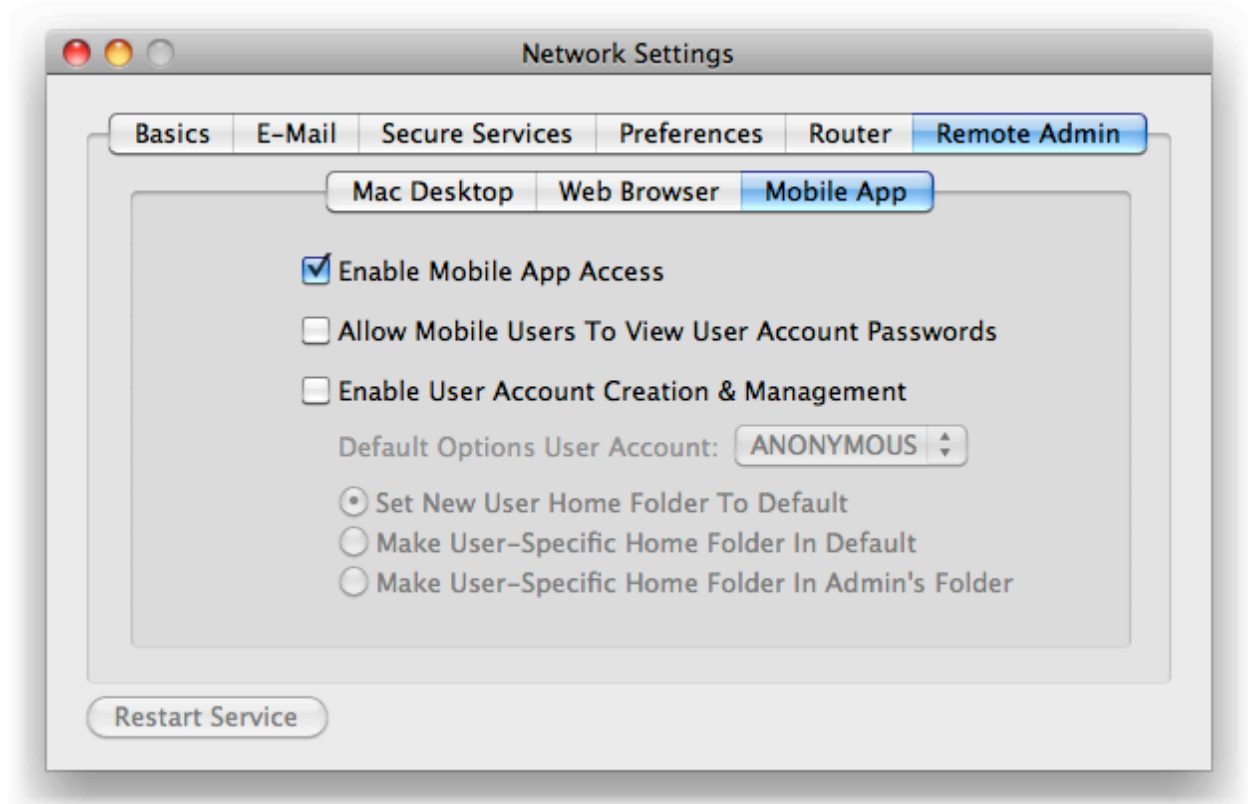 Network Settings
Basics E-Mail Secure Services Preferences Router Remote Admin
Mac Desktop Web Browser Mobile App
Enable Mobile App Access
Allow Mobile Users To View User Account Passwords
Enable User Account Creation & Management
Default Options User Account: ANONYMOUS
Set New User Home Folder To Default
Make User-Specific Home Folder In Default
Make User-Specific Home Folder In Admin's Folder
Restart Service